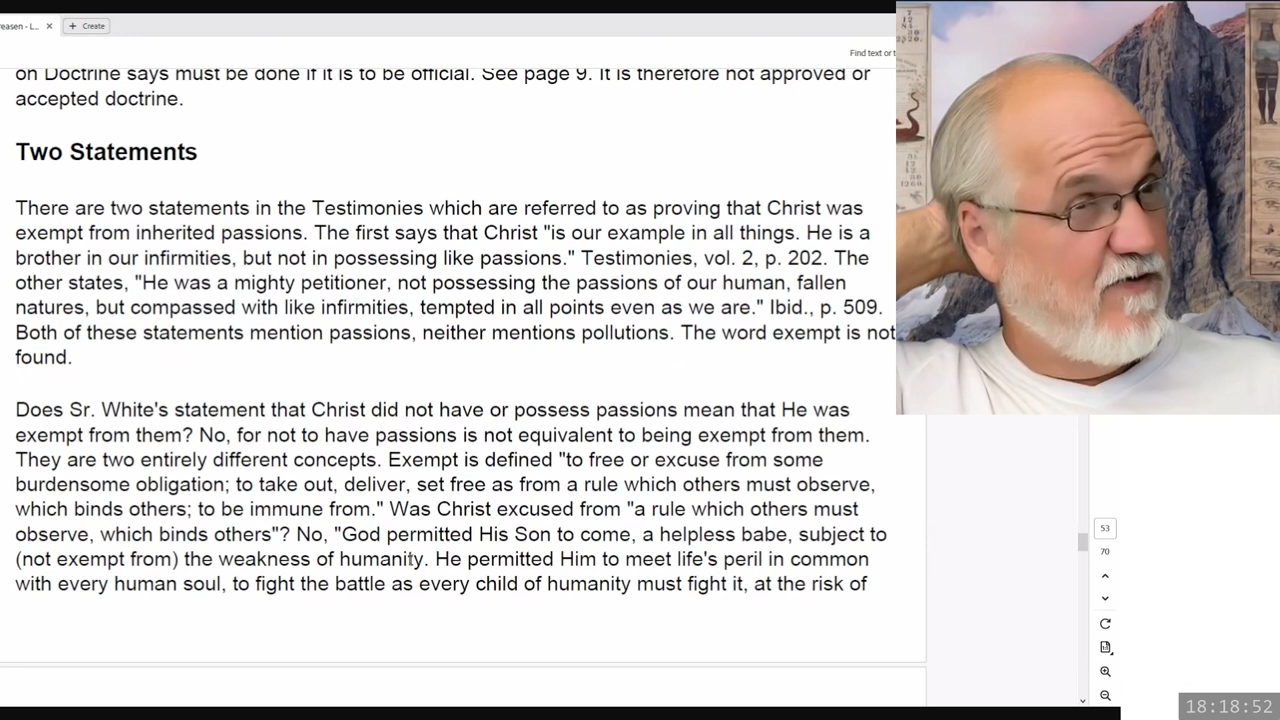 reasen - L...
Create
Find text or t
on Doctrine says must be done if it is to be official. See page 9. It is therefore not approved or
accepted doctrine.
Two Statements
There are two statements in the Testimonies which are referred to as proving that Christ was
exempt from inherited passions. The first says that Christ "is our example in all things. He is a
brother in our infirmities, but not in possessing like passions." Testimonies, vol. 2, p. 202. The
other states, "He was a mighty petitioner, not possessing the passions of our human, fallen
natures, but compassed with like infirmities, tempted in all points even as we are." Ibid., p. 509.
Both of these statements mention passions, neither mentions pollutions. The word exempt is not
found.
Does Sr. White's statement that Christ did not have or possess passions mean that He was
exempt from them? No, for not to have passions is not equivalent to being exempt from them.
They are two entirely different concepts. Exempt is defined "to free or excuse from some
burdensome obligation; to take out, deliver, set free as from a rule which others must observe,
which binds others; to be immune from." Was Christ excused from "a rule which others must
observe, which binds others"? No, "God permitted His Son to come, a helpless babe, subject to
(not exempt from) the weakness of humanity. He permitted Him to meet life's peril in common
with every human soul, to fight the battle as every child of humanity must fight it, at the risk of
53
70
18:18:52
2520.
1260